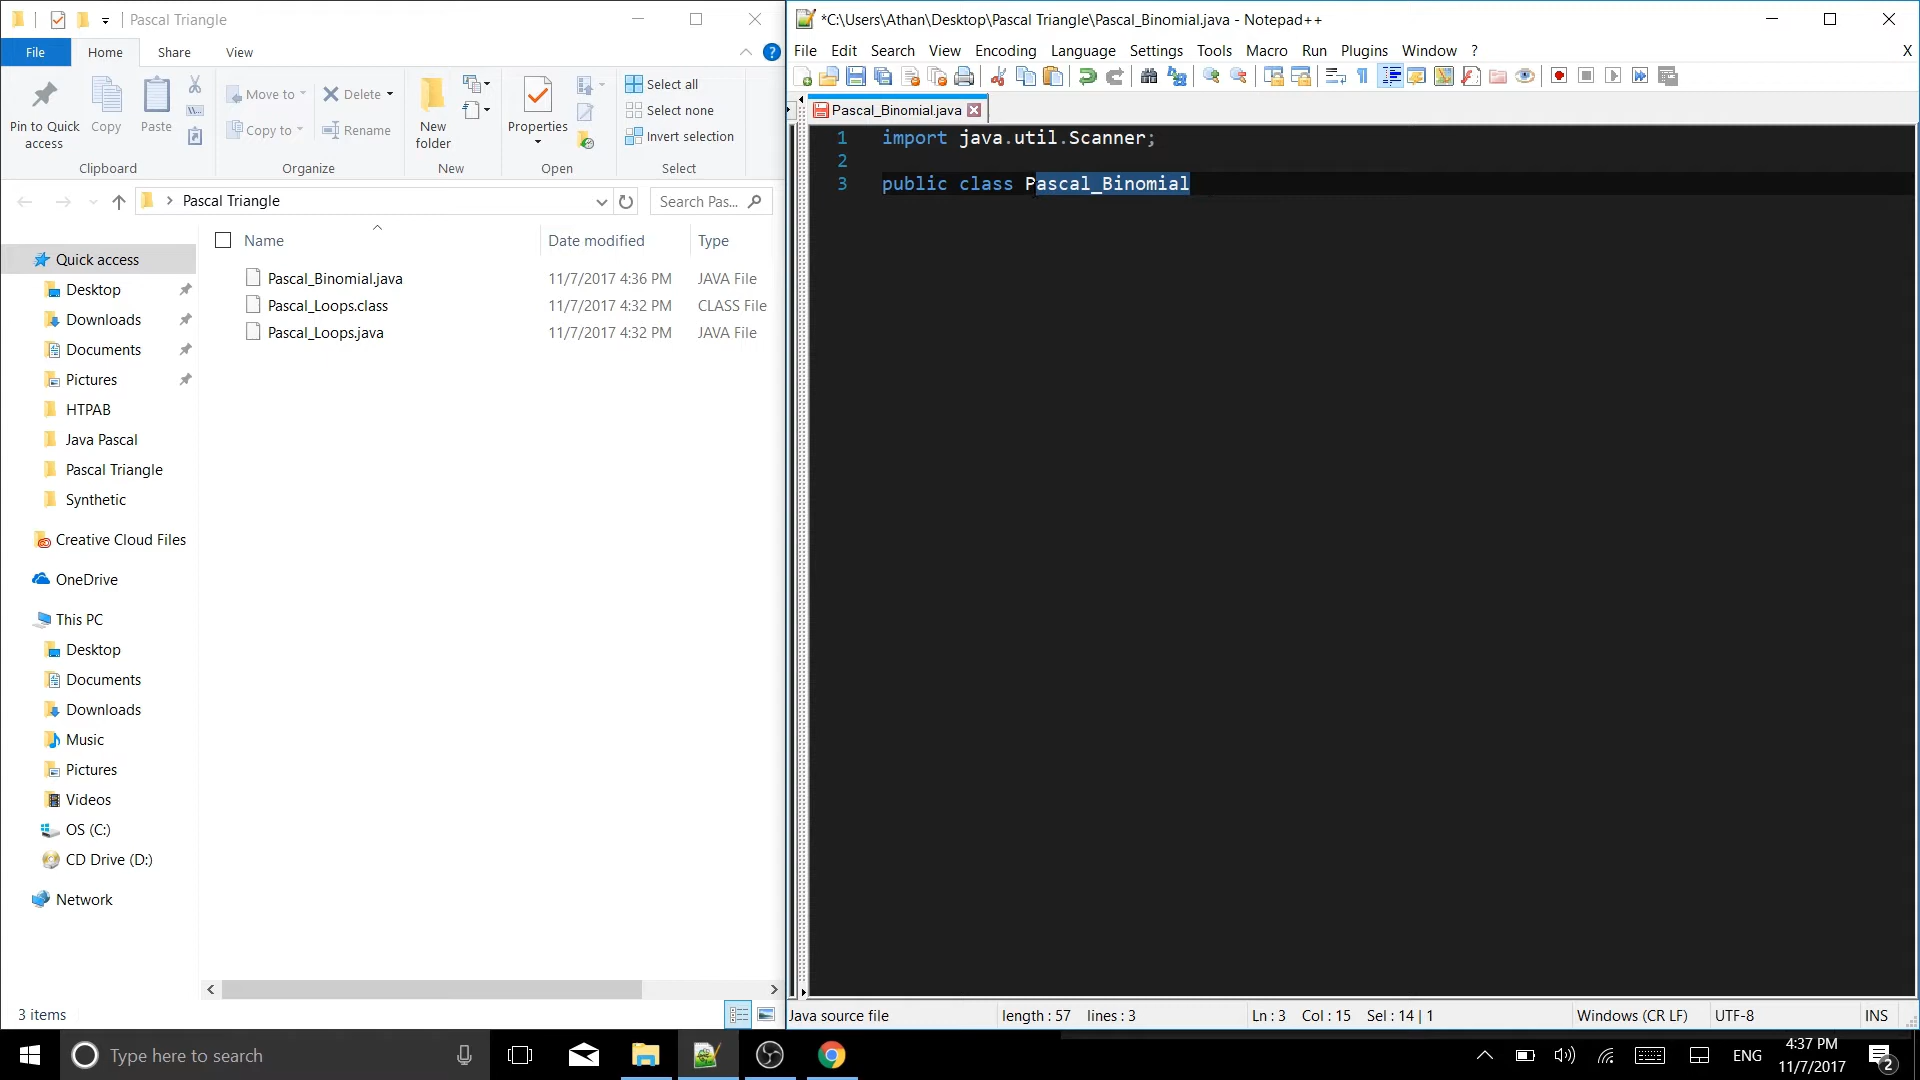 Pascal Triangle
File Home Share View
Pin to Quick access
Copy
Paste
Clipboard
Move to
Copy to
Delete
Rename
Organize
New folder
New
Properties
Open
Select all
Select none
Invert selection
Select
Pascal Triangle
Search Pas...
Name Date modified Type
Pascal_Binomial.java 11/7/2017 4:36 PM JAVA File
Pascal_Loops.class 11/7/2017 4:32 PM CLASS File
Pascal_Loops.java 11/7/2017 4:32 PM JAVA File
Quick access
Desktop
Downloads
Documents
Pictures
HTPAB
Java Pascal
Pascal Triangle
Synthetic
Creative Cloud Files
OneDrive
This PC
Desktop
Documents
Downloads
Music
Pictures
Videos
OS (C:)
CD Drive (D:)
Network
3 items
*C:\Users\Athan\Desktop\Pascal Triangle\Pascal_Binomial.java - Notepad++
File Edit Search View Encoding Language Settings Tools Macro Run Plugins Window ? X
Pascal_Binomial.java
1 import java.util.Scanner;
2
3 public class Pascal_Binomial
Java source file length : 57 lines : 3 Ln : 3 Col : 15 Sel : 14 | 1 Windows (CR LF) UTF-8 INS
Type here to search
ENG
4:37 PM
11/7/2017
2